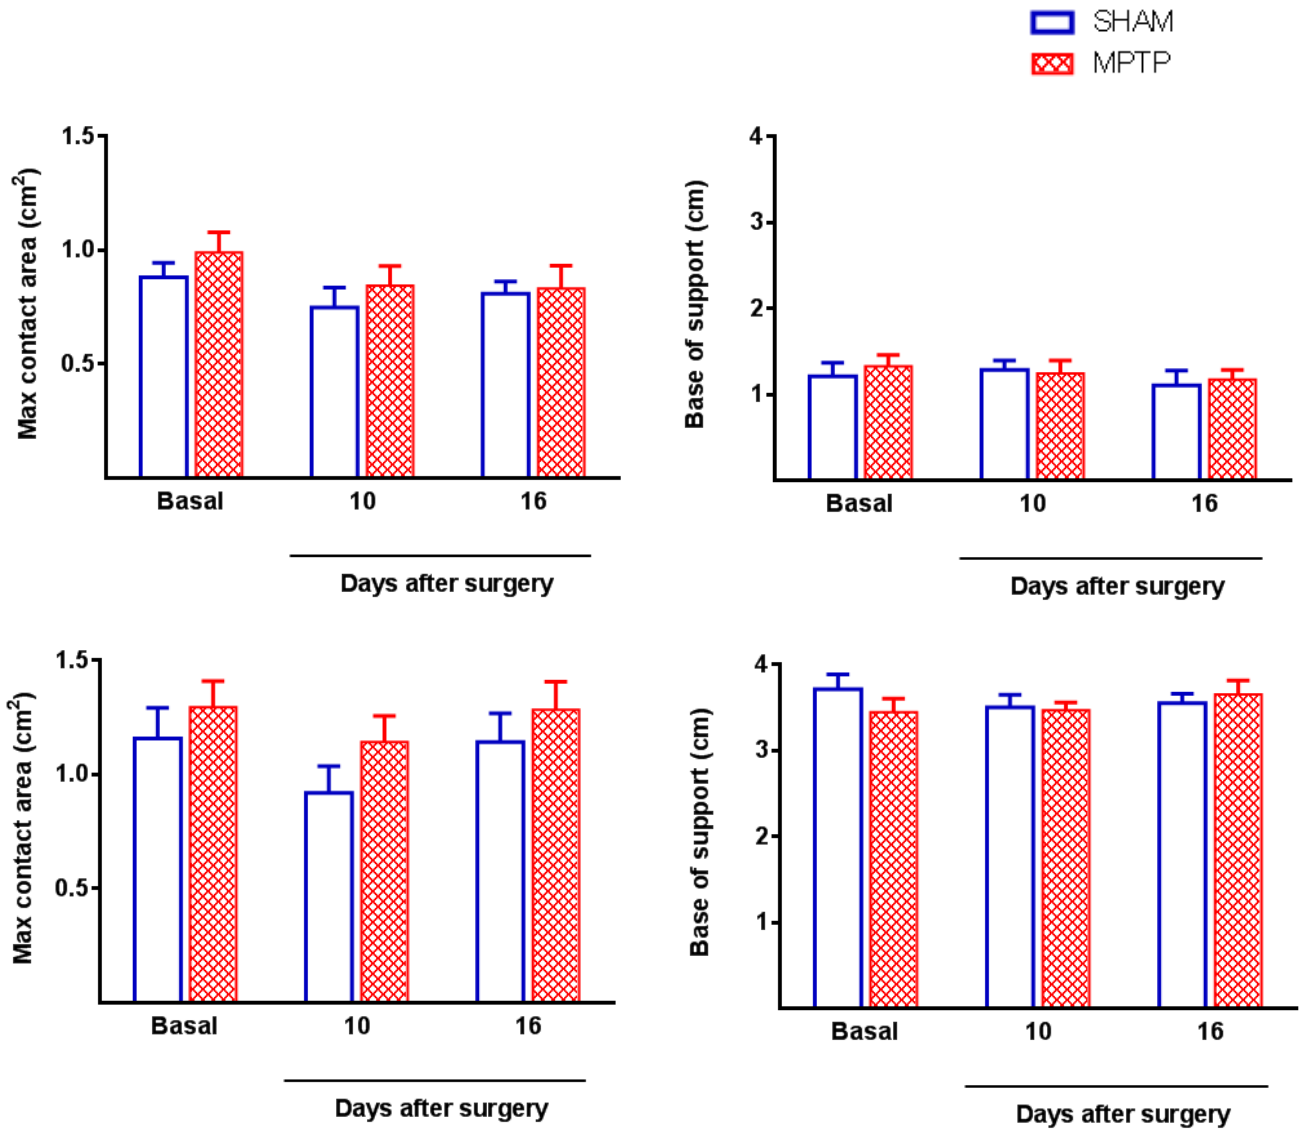 SHAM
MPTP
Max contact area (cm²)
1.5
1.0
0.5
Basal 10 16
Days after surgery
Base of support (cm)
4
3
2
1
Basal 10 16
Days after surgery
Max contact area (cm²)
1.5
1.0
0.5
Basal 10 16
Days after surgery
Base of support (cm)
4
3
2
1
Basal 10 16
Days after surgery